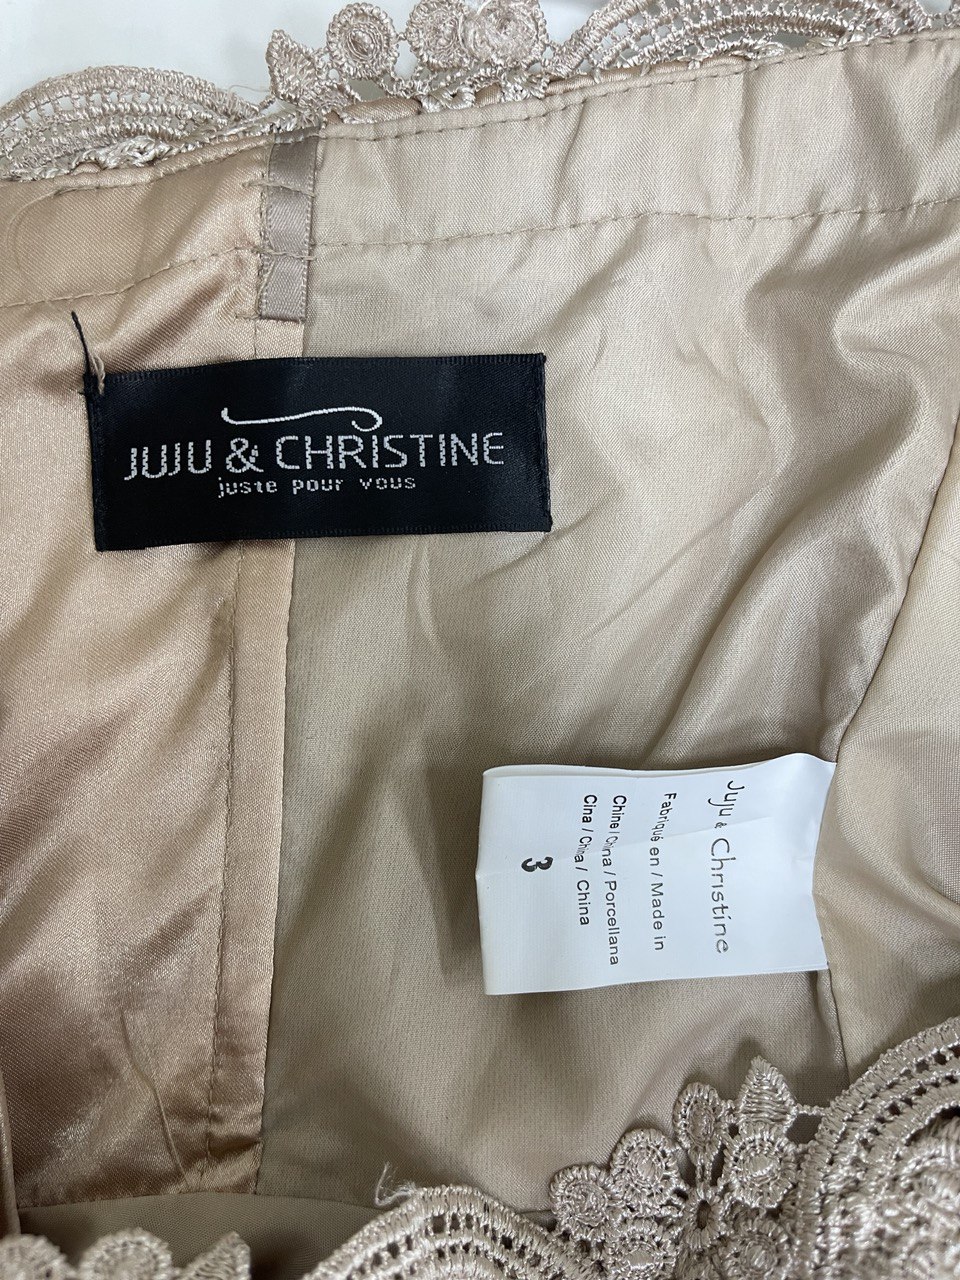 JUJU & CHRISTINE
juste pour vous
Juju & Christine
Fabriqué en / Made in
Chine / China / Porcellana
Cina / China / China
3